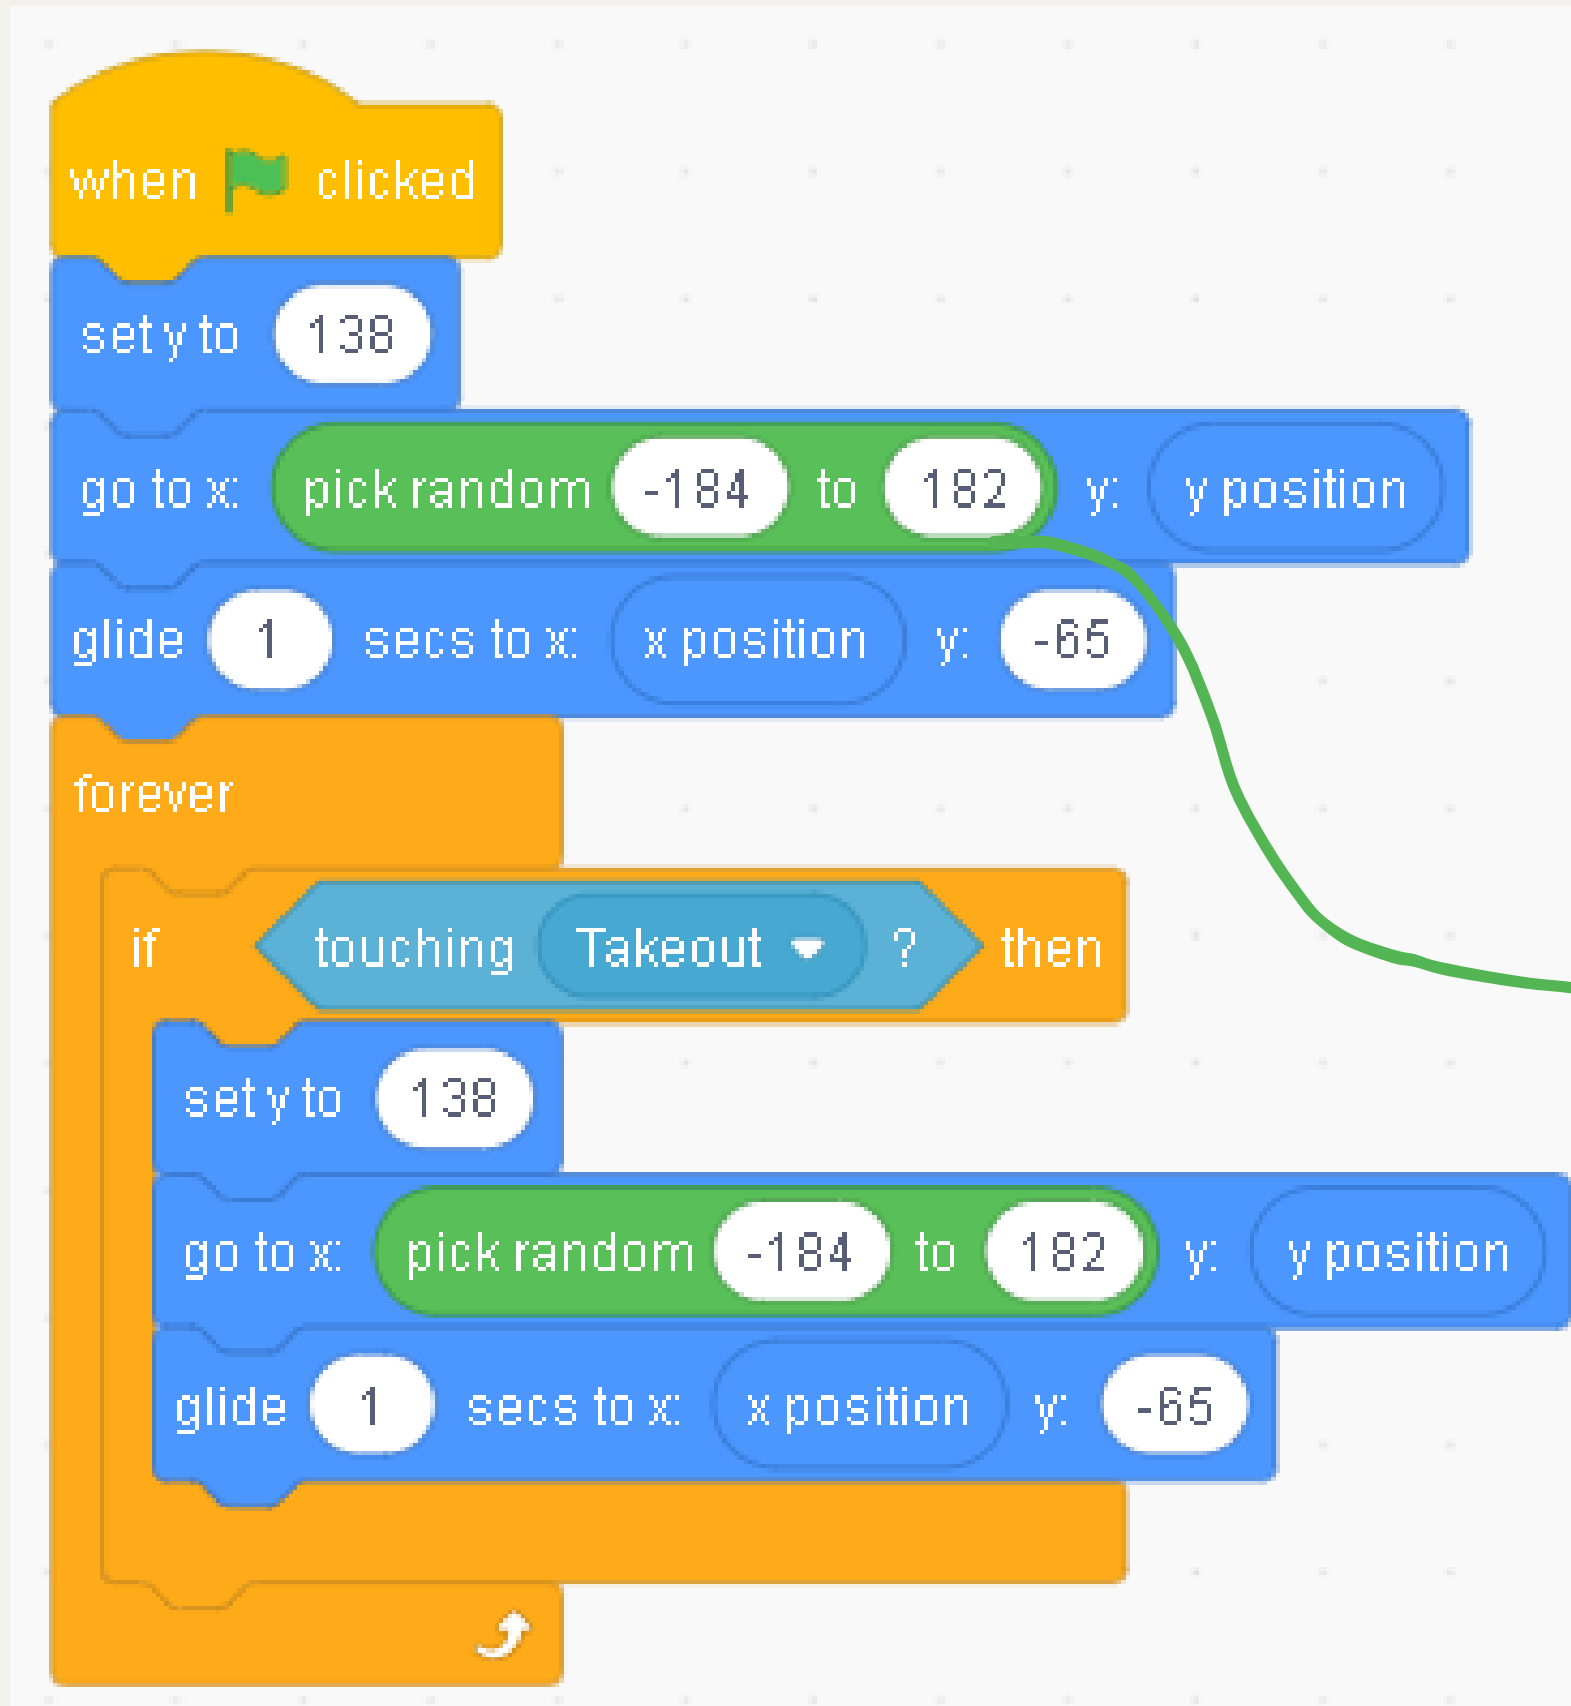 when clicked
set y to 138
go to x: pick random -184 to 182 y: y position
glide 1 secs to x: x position y: -65
forever
if touching Takeout ? then
set y to 138
go to x: pick random -184 to 182 y: y position
glide 1 secs to x: x position y: -65